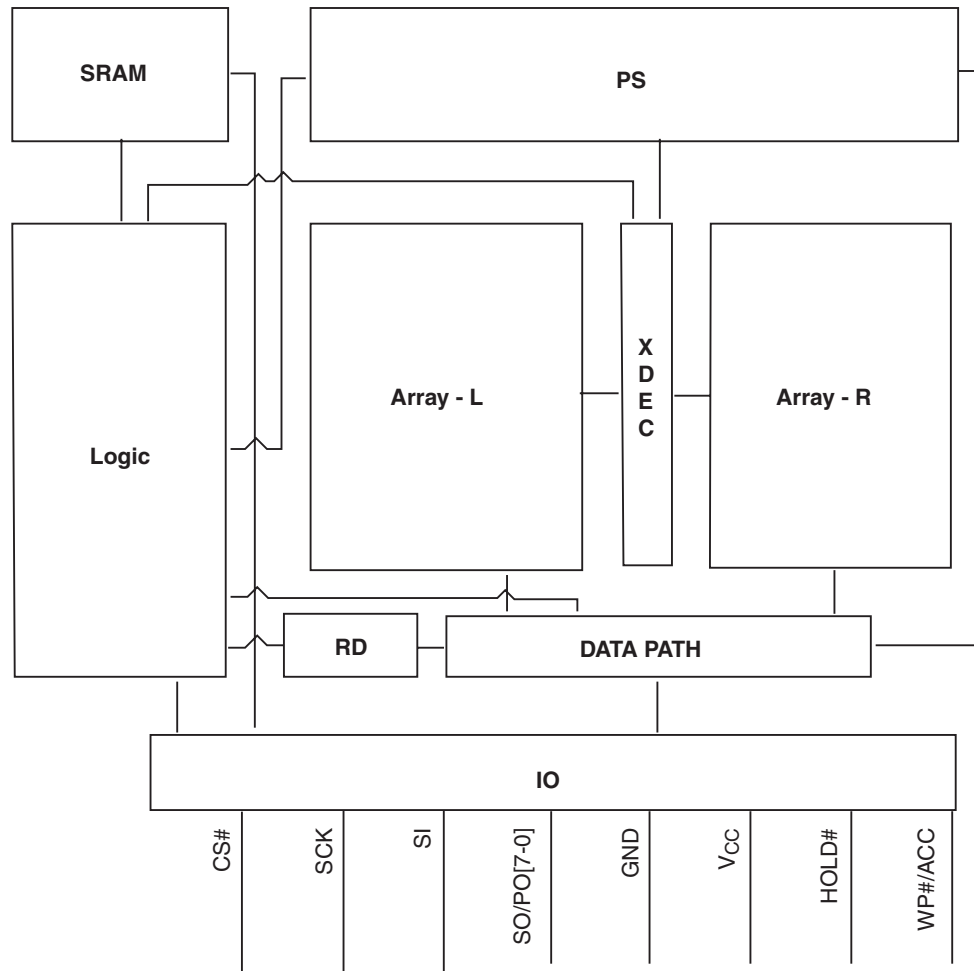 SRAM
PS
Logic
Array - L
X
D
E
C
Array - R
RD
DATA PATH
IO
CS#
SCK
SI
SO/PO[7-0]
GND
VCC
HOLD#
WP#/ACC